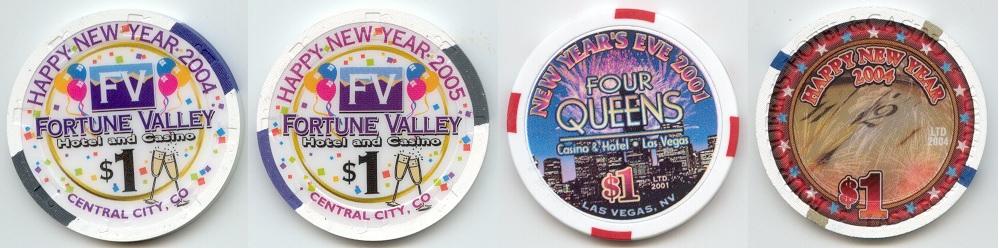 HAPPY NEW YEAR 2004
FV
FORTUNE VALLEY
Hotel and Casino
$1
CENTRAL CITY, CO
HAPPY NEW YEAR 2005
FV
FORTUNE VALLEY
Hotel and Casino
$1
CENTRAL CITY, CO
NEW YEAR'S EVE 2001
FOUR
QUEENS
Casino & Hotel • Las Vegas
$1
LTD.
2001
LAS VEGAS, NV
HAPPY NEW YEAR
2004
LTD
2004
$1